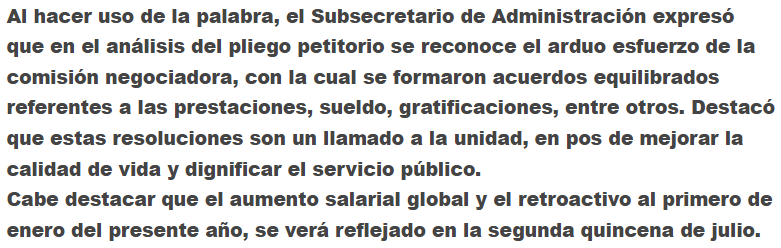 Al hacer uso de la palabra, el Subsecretario de Administración expresó
que en el análisis del pliego petitorio se reconoce el arduo esfuerzo de la
comisión negociadora, con la cual se formaron acuerdos equilibrados
referentes a las prestaciones, sueldo, gratificaciones, entre otros. Destacó
que estas resoluciones son un llamado a la unidad, en pos de mejorar la
calidad de vida y dignificar el servicio público.
Cabe destacar que el aumento salarial global y el retroactivo al primero de
enero del presente año, se verá reflejado en la segunda quincena de julio.